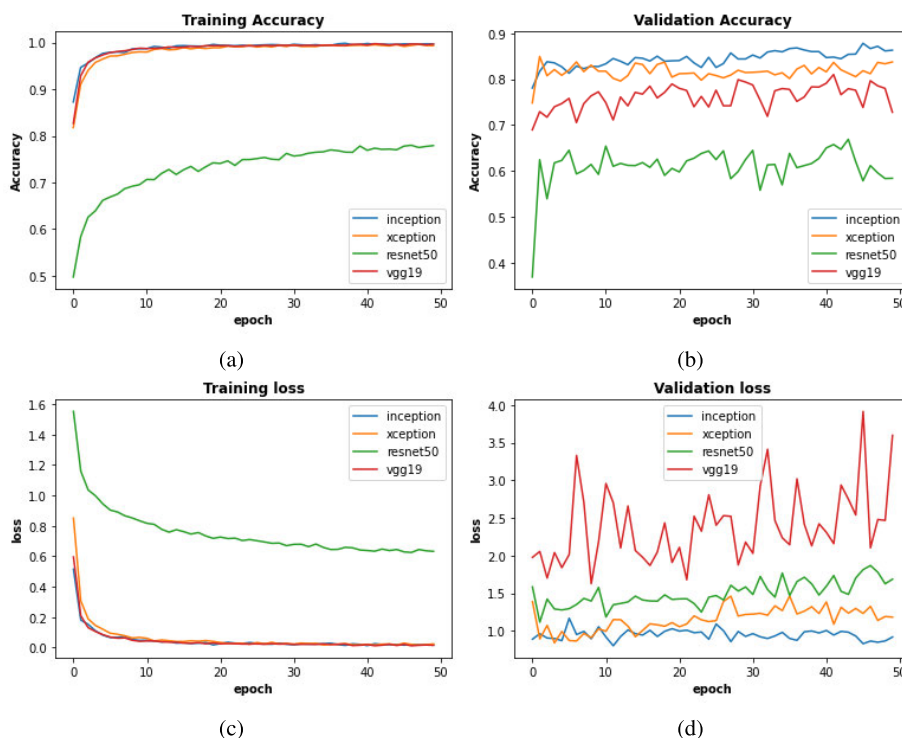 Training Accuracy
1.0
0.9
0.8
0.7
0.6
0.5
Accuracy
inception
xception
resnet50
vgg19
0 10 20 30 40 50
epoch
(a)
Validation Accuracy
0.9
0.8
0.7
0.6
0.5
0.4
Accuracy
inception
xception
resnet50
vgg19
0 10 20 30 40 50
epoch
(b)
Training loss
1.6
1.4
1.2
1.0
0.8
0.6
0.4
0.2
0.0
loss
inception
xception
resnet50
vgg19
0 10 20 30 40 50
epoch
(c)
Validation loss
4.0
3.5
3.0
2.5
2.0
1.5
1.0
loss
inception
xception
resnet50
vgg19
0 10 20 30 40 50
epoch
(d)